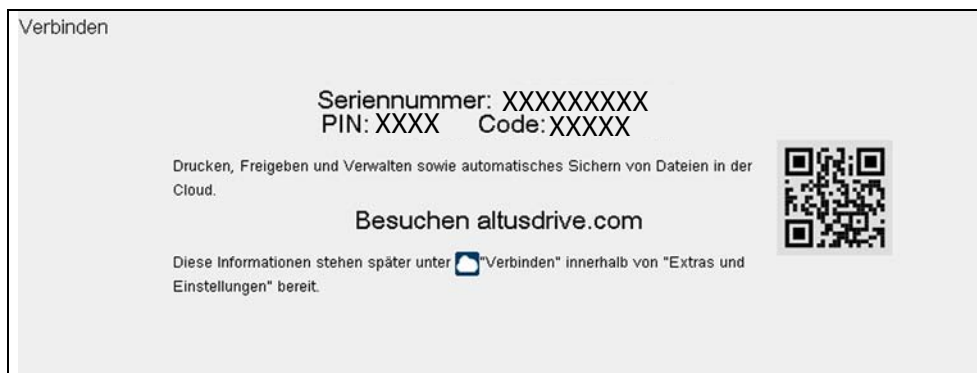 Verbinden
Seriennummer: XXXXXXXXX
PIN: XXXX Code: XXXXX
Drucken, Freigeben und Verwalten sowie automatisches Sichern von Dateien in der
Cloud.
Besuchen altusdrive.com
Diese Informationen stehen später unter "Verbinden" innerhalb von "Extras und
Einstellungen" bereit.